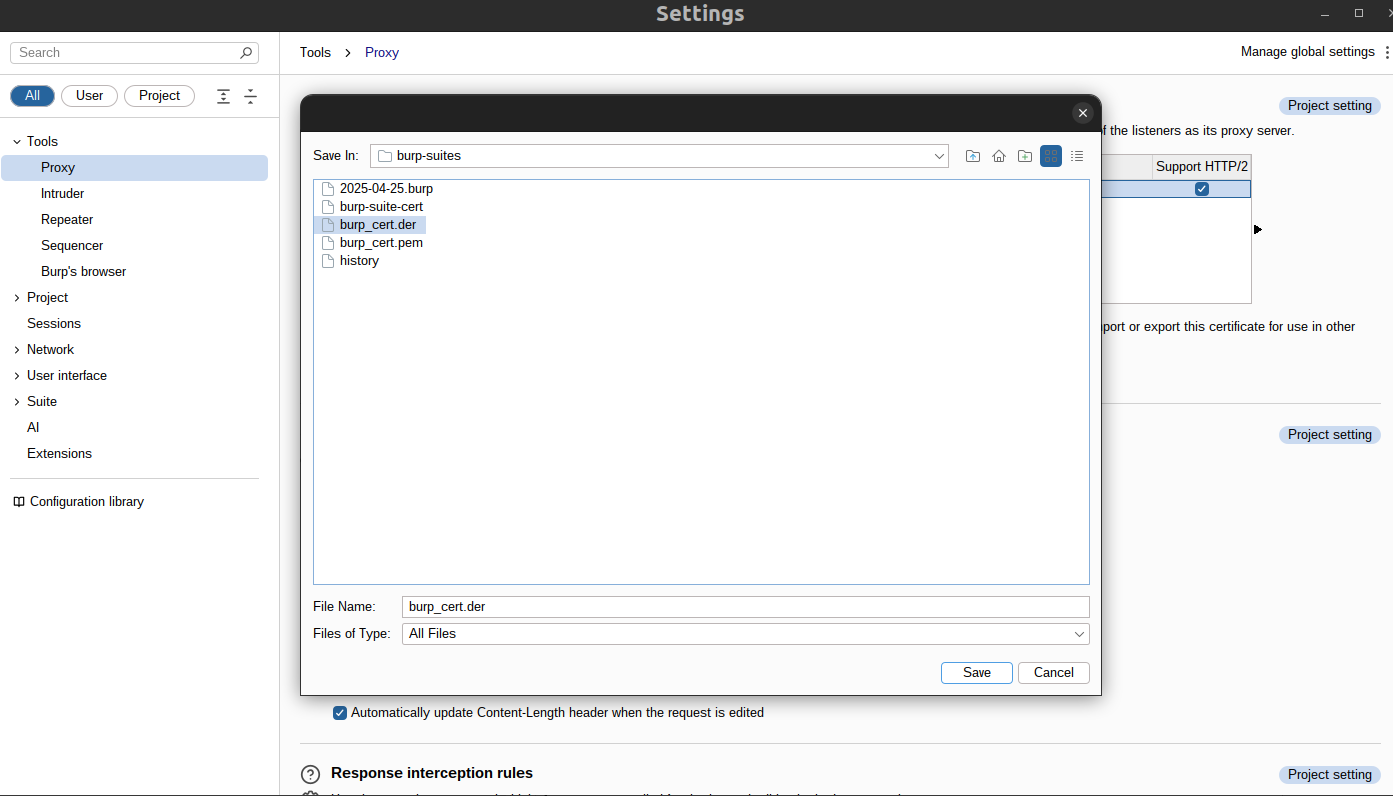 Settings
Search
Tools
Proxy
Manage global settings
All
User
Project
Tools
Proxy
Intruder
Repeater
Sequencer
Burp's browser
Project
Sessions
Network
User interface
Suite
AI
Extensions
Configuration library
Project setting
of the listeners as its proxy server.
Support HTTP/2
or export this certificate for use in other
Project setting
Save In:
burp-suites
2025-04-25.burp
burp-suite-cert
burp_cert.der
burp_cert.pem
history
File Name:
burp_cert.der
Files of Type:
All Files
Save
Cancel
Automatically update Content-Length header when the request is edited
Response interception rules
Project setting